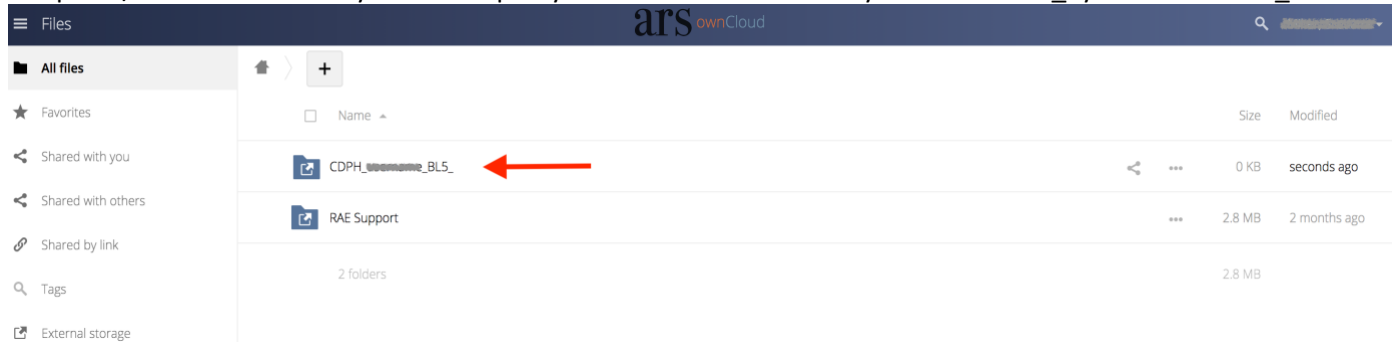 Files
ars ownCloud
All files
Favorites
Shared with you
Shared with others
Shared by link
Tags
External storage
+
Name
Size
Modified
CDPH_
_BL5_
0 KB
seconds ago
RAE Support
2.8 MB
2 months ago
2 folders
2.8 MB